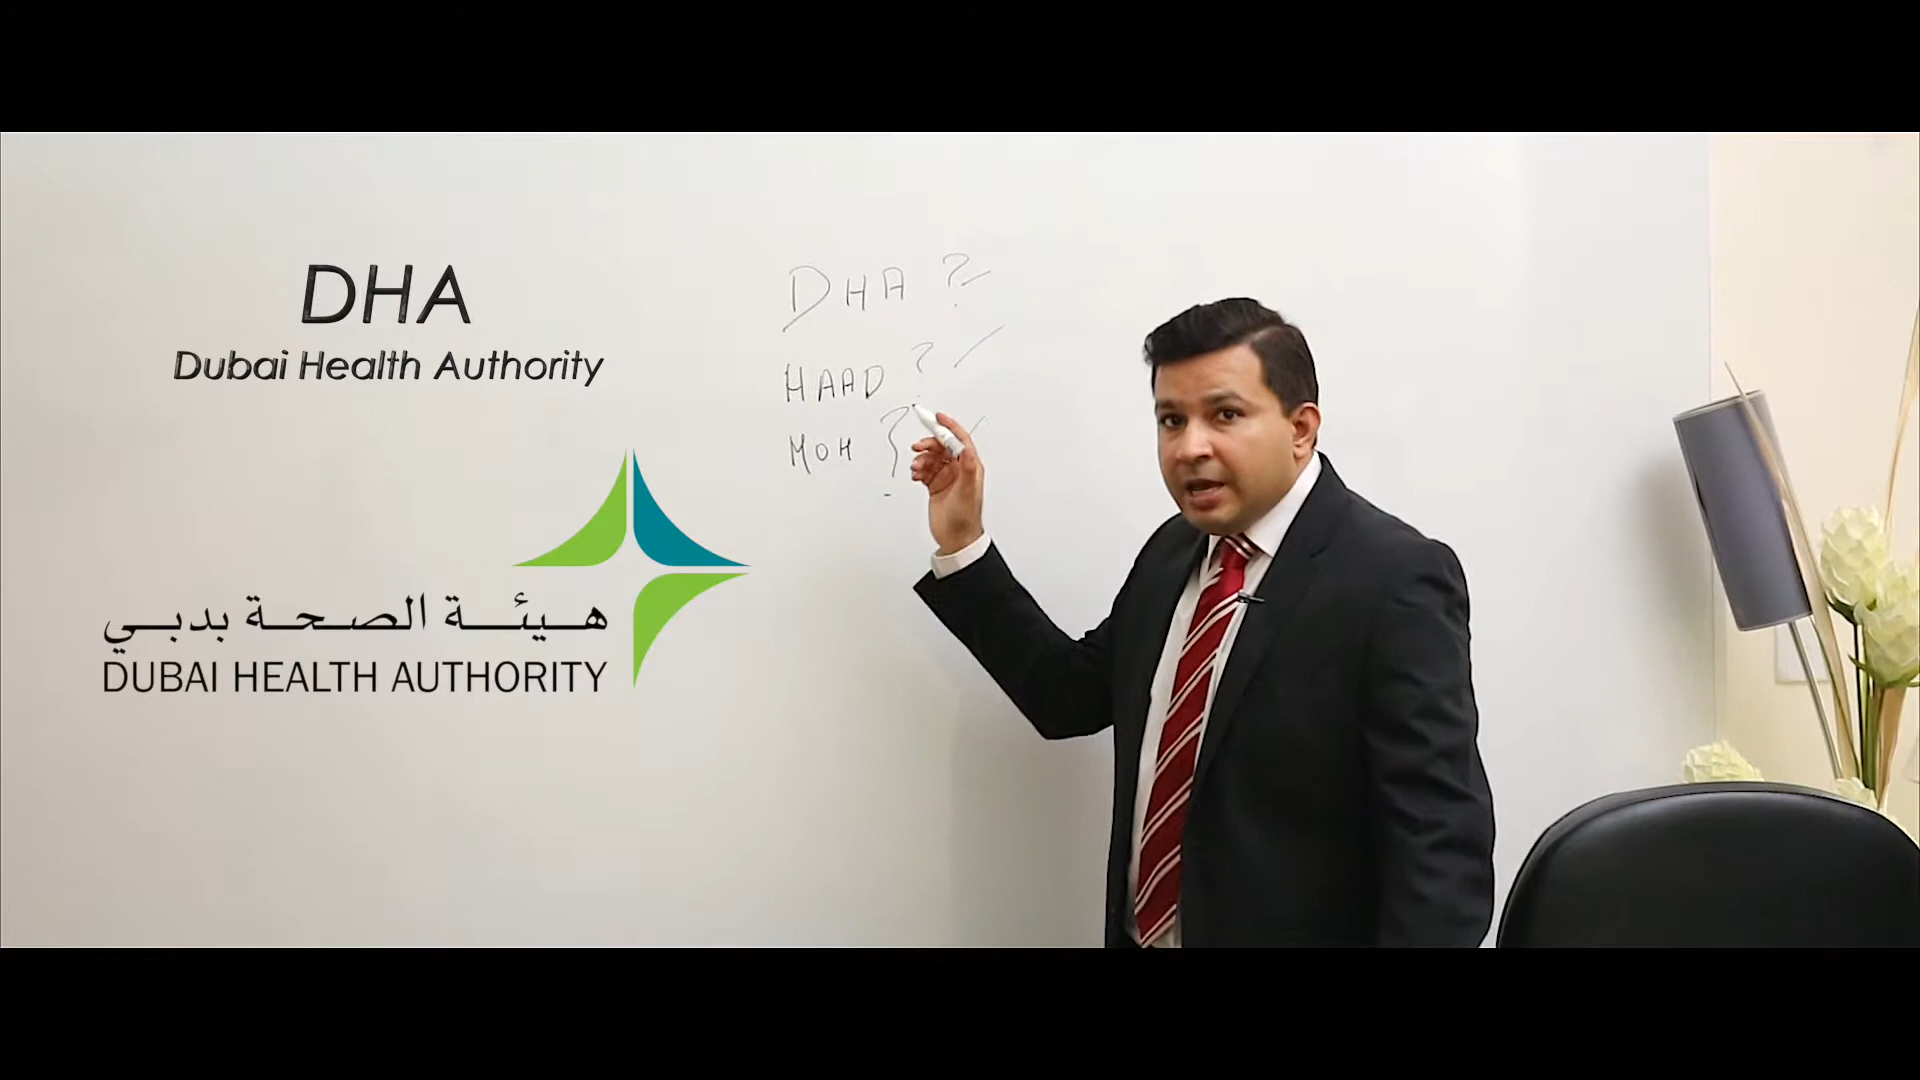 DHA
Dubai Health Authority
هيئة الصحة بدبي
DUBAI HEALTH AUTHORITY
DHA ?
HAAD ?
MOH ?